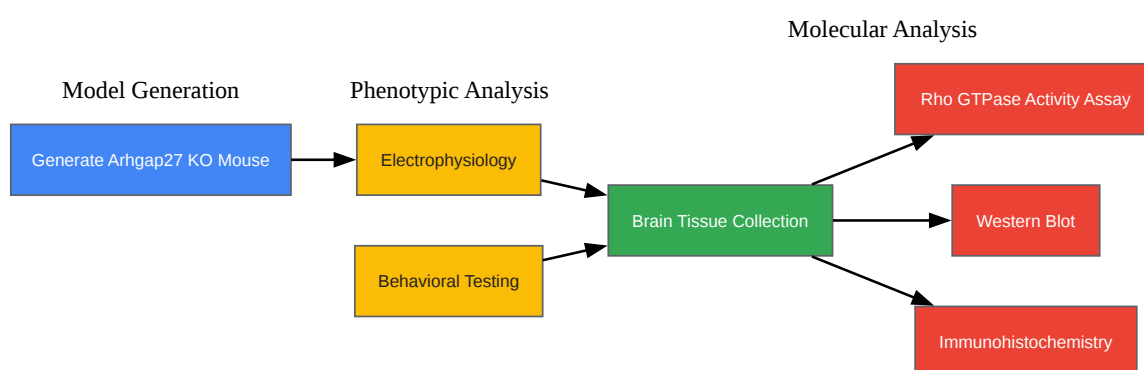 Molecular Analysis
Model Generation
Phenotypic Analysis
Rho GTPase Activity Assay
Generate Arhgap27 KO Mouse
Electrophysiology
Brain Tissue Collection
Western Blot
Behavioral Testing
Immunohistochemistry